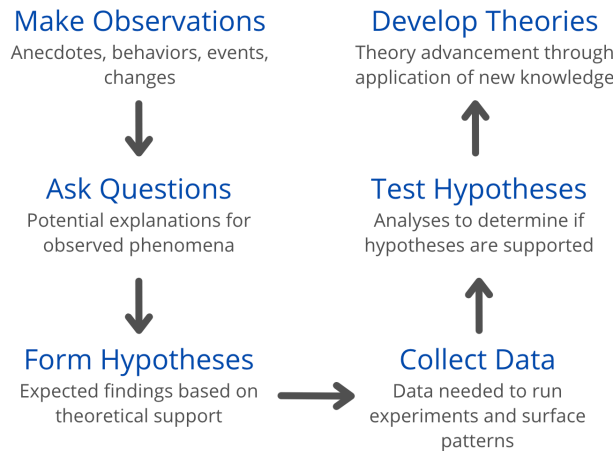 Make Observations
Anecdotes, behaviors, events,
changes
Ask Questions
Potential explanations for
observed phenomena
Form Hypotheses
Expected findings based on
theoretical support
Collect Data
Data needed to run
experiments and surface
patterns
Test Hypotheses
Analyses to determine if
hypotheses are supported
Develop Theories
Theory advancement through
application of new knowledge